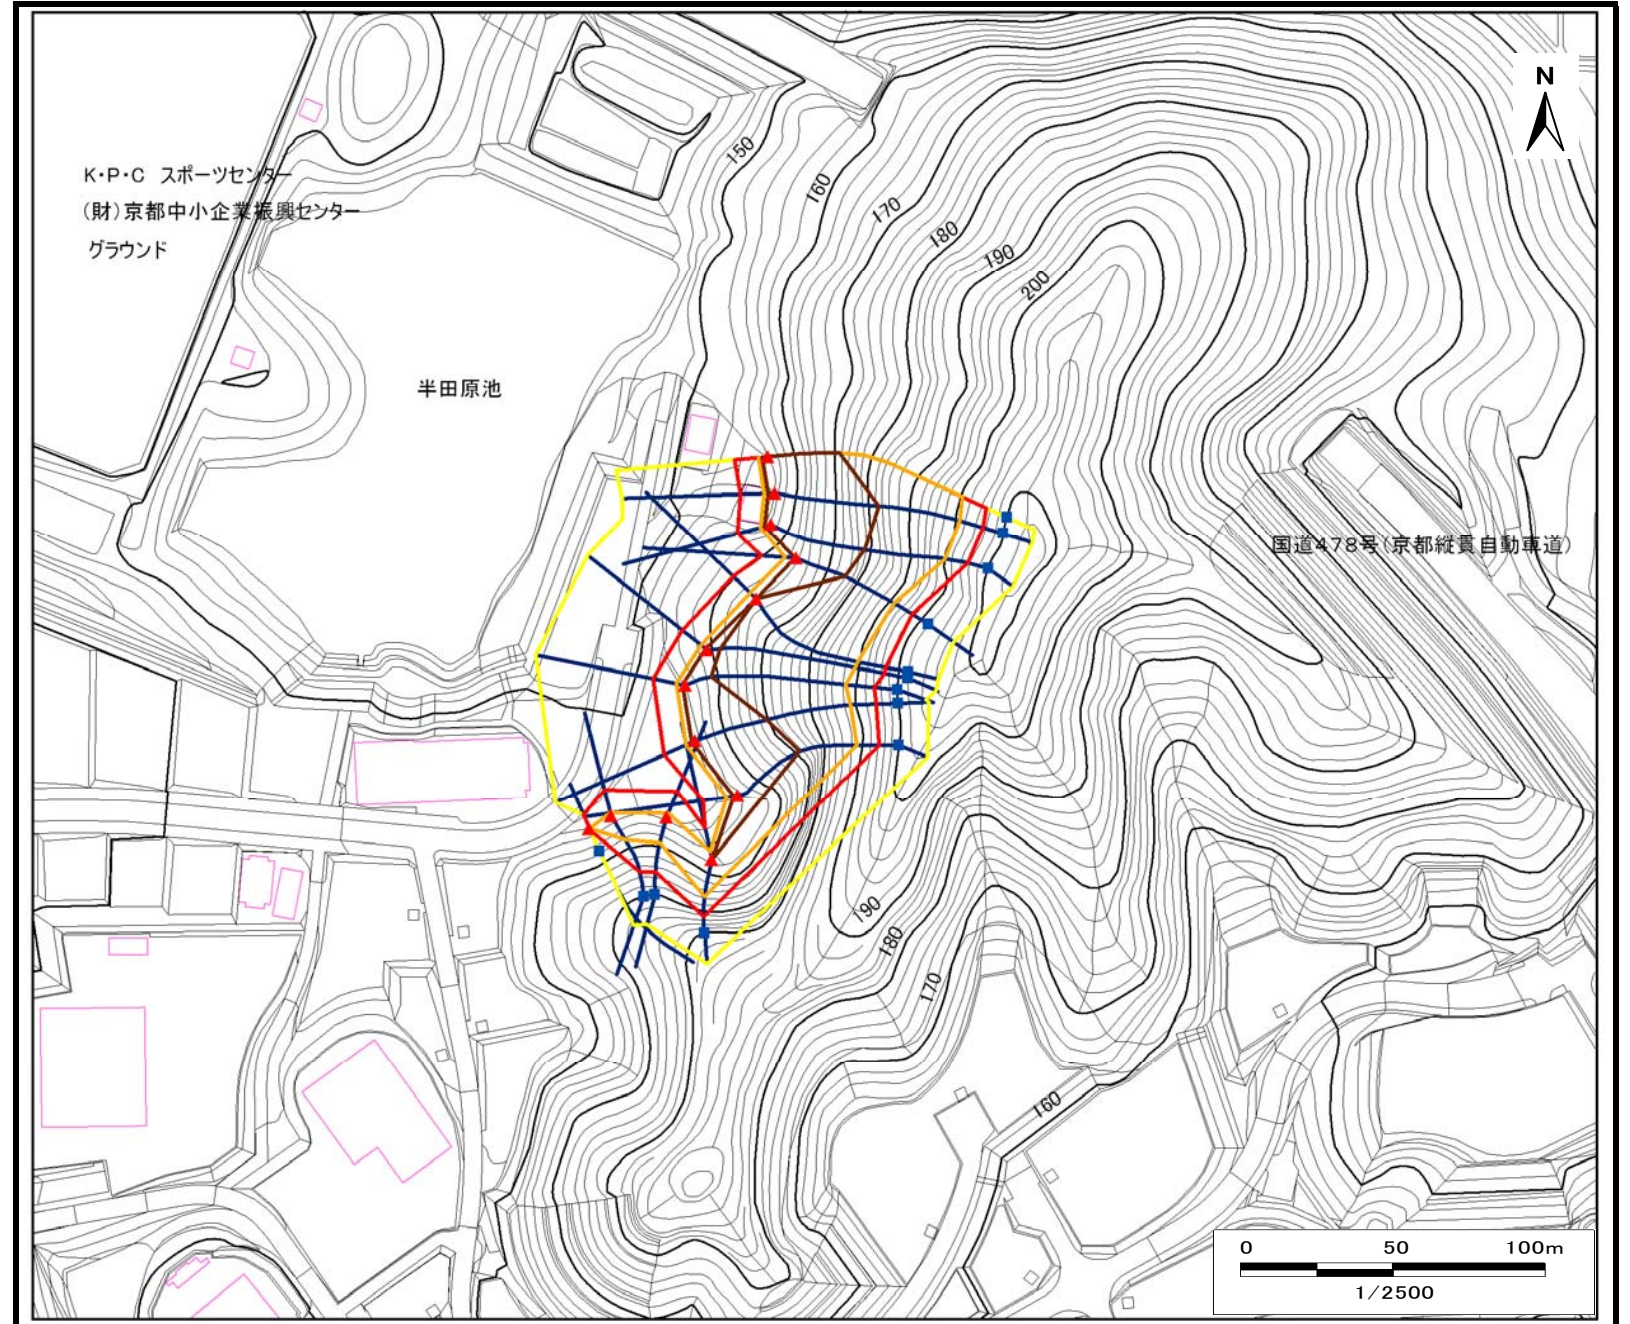 N
150
160
170
180
190
200
K・P・C スポーツセンター
(財)京都中小企業振興センター
グラウンド
半田原池
国道478号(京都縦貫自動車道)
190
180
170
160
0 50 100m
1/2500